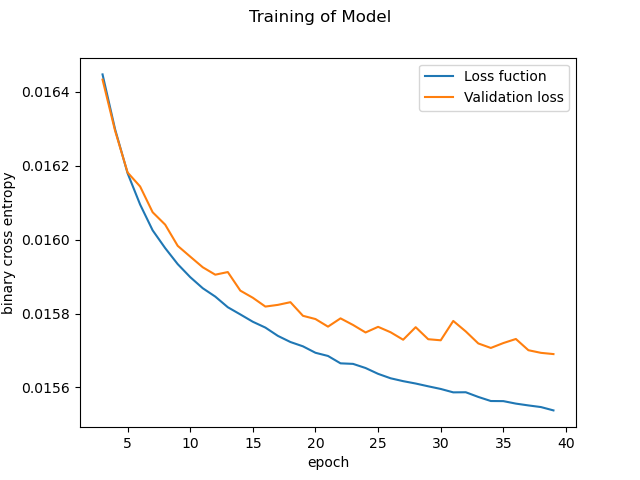 Training of Model
Loss fuction
Validation loss
binary cross entropy
0.0164
0.0162
0.0160
0.0158
0.0156
5 10 15 20 25 30 35 40
epoch